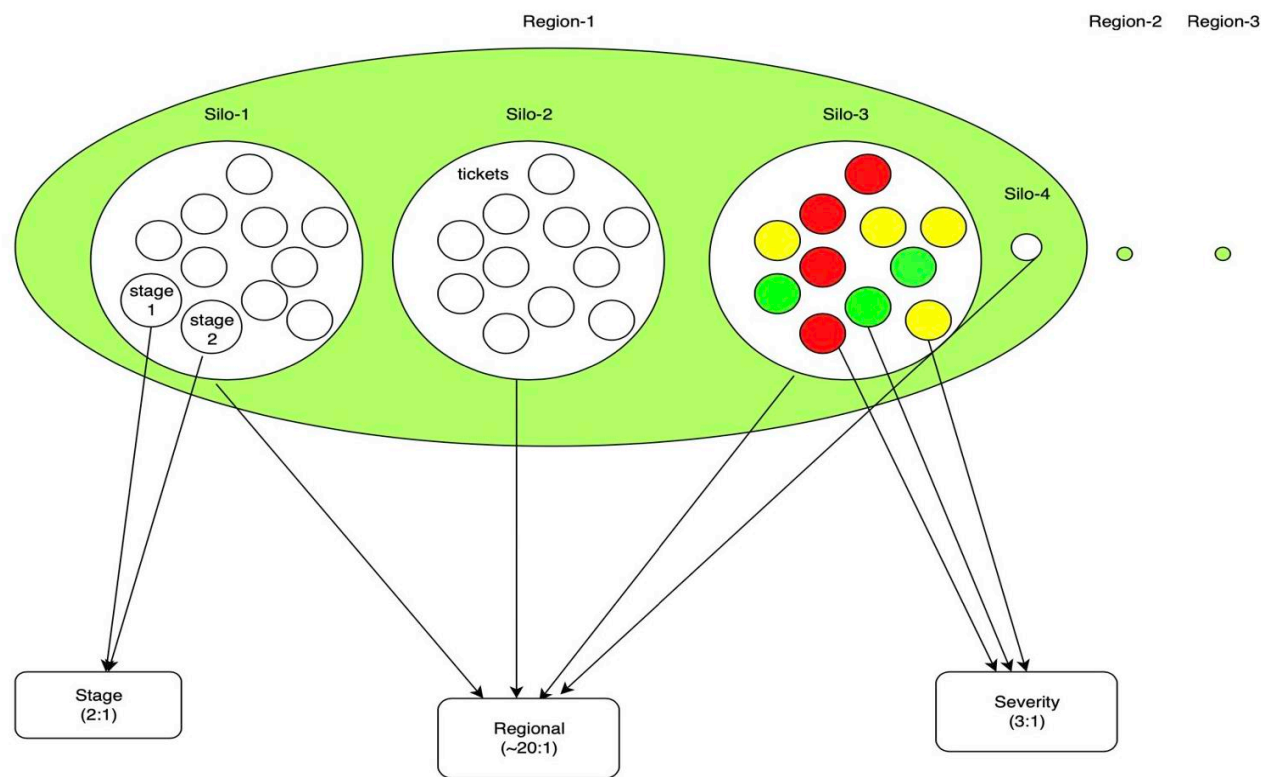 Region-1
Region-2
Region-3
Silo-1
Silo-2
Silo-3
Silo-4
tickets
stage
1
stage
2
Stage
(2:1)
Regional
(~20:1)
Severity
(3:1)